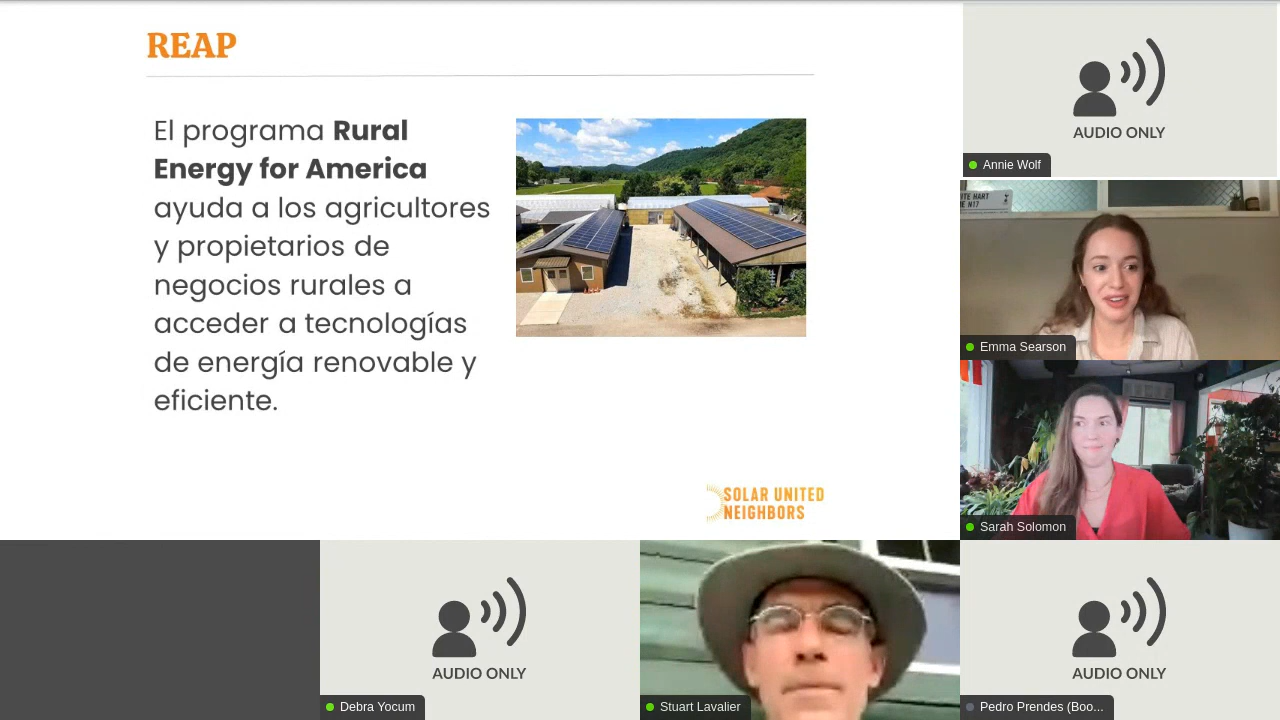 REAP
El programa Rural
Energy for America
ayuda a los agricultores
y propietarios de
negocios rurales a
acceder a tecnologías
de energía renovable y
eficiente.
SOLAR UNITED
NEIGHBORS
AUDIO ONLY
Annie Wolf
Emma Searson
Sarah Solomon
AUDIO ONLY
Debra Yocum
Stuart Lavalier
AUDIO ONLY
Pedro Prendes (Boo...